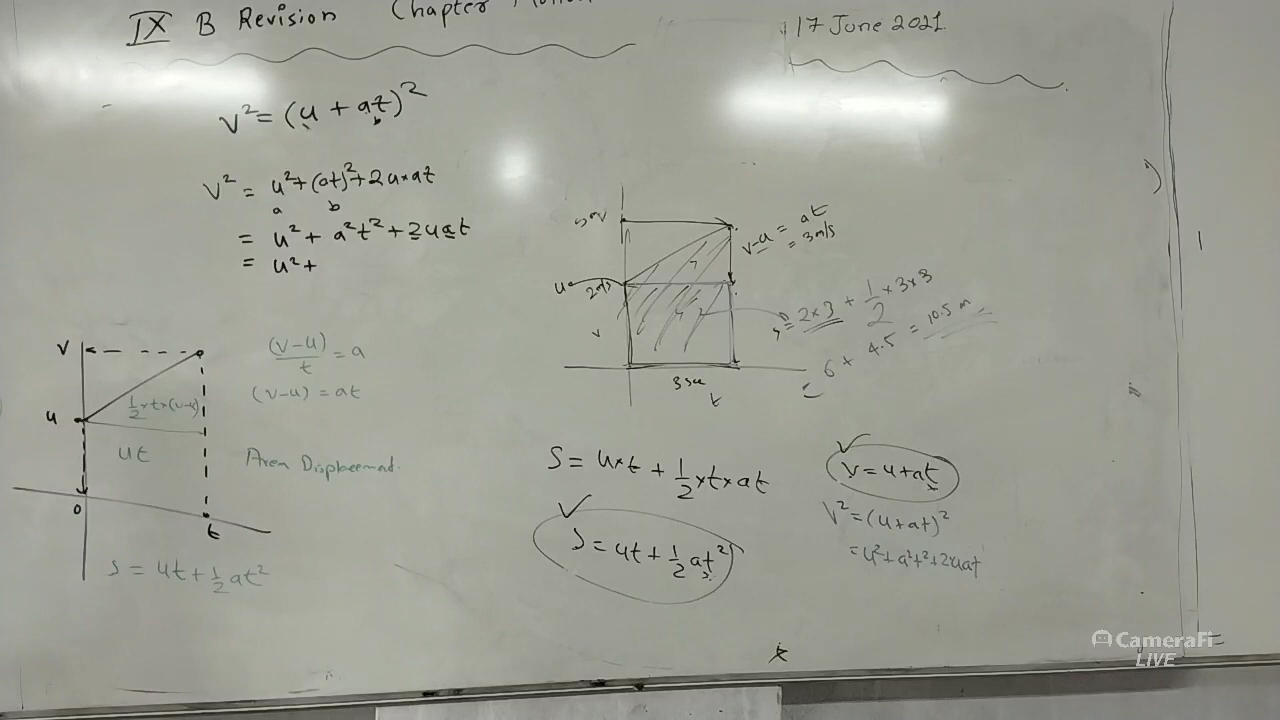 IX B Revision Chapter
17 June 2021
V² = (u + at)²
b
V² = u² + (at)² + 2u×at
a b
= u² + a²t² + 2uat
= u² +
V
u
½×t×(v-u)
ut
0
t
S = ut + ½at²
(V-u)/t = a
(V-u) = at
Area Displacement.
V
V-u = at
= 3m/s
u
2m/s
3 sec
t
= 2×3 + ½×3×3
= 6 + 4.5 = 10.5 m
S = u×t + ½×t×at
S = ut + ½at²
V = u+at
V² = (u+at)²
= u²+a²t²+2uat
CameraFi
LIVE